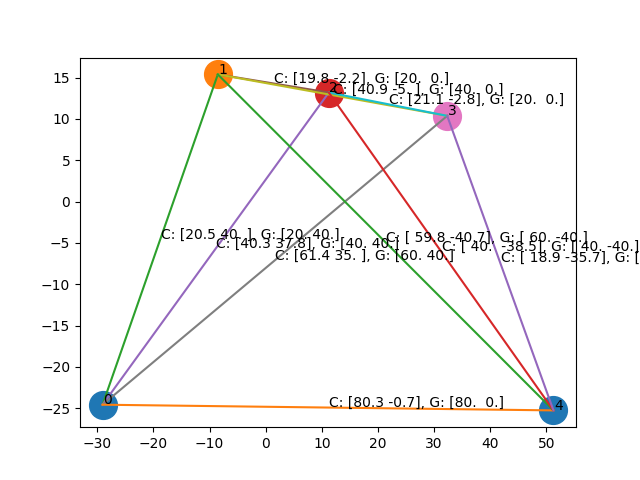 1
C: [19.8 -2.2], G: [20. 0.]
2
C: [40.9 -5. ], G: [40. 0.]
C: [21.1 -2.8], G: [20. 0.]
3
C: [20.5 40. ], G: [20. 40.]
C: [ 59.8 -40.7], G: [ 60. -40.]
C: [40.3 37.8], G: [40. 40.]
C: [ 40. -38.5], G: [ 40. -40.]
C: [61.4 35. ], G: [60. 40.]
C: [ 18.9 -35.7], G: [
0
C: [80.3 -0.7], G: [80. 0.]
4
15
10
5
0
−5
−10
−15
−20
−25
−30 −20 −10 0 10 20 30 40 50